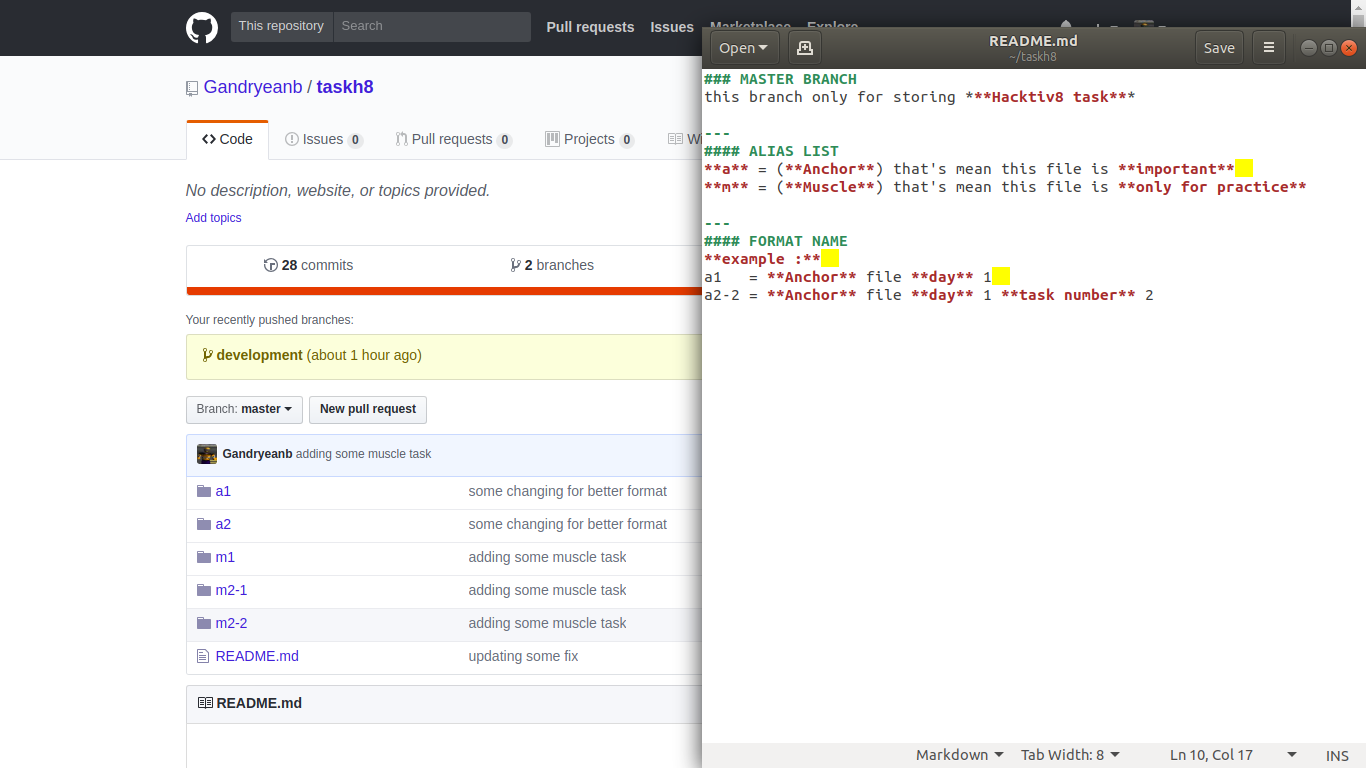 This repository Search Pull requests Issues Marketplace Explore
Gandryeanb / taskh8
Code Issues 0 Pull requests 0 Projects 0
No description, website, or topics provided.
Add topics
28 commits 2 branches
Your recently pushed branches:
development (about 1 hour ago)
Branch: master New pull request
Gandryeanb adding some muscle task
a1 some changing for better format
a2 some changing for better format
m1 adding some muscle task
m2-1 adding some muscle task
m2-2 adding some muscle task
README.md updating some fix
README.md
Open README.md Save
~/taskh8
### MASTER BRANCH
this branch only for storing ***Hacktiv8 task***
---
#### ALIAS LIST
**a** = (**Anchor**) that's mean this file is **important**
**m** = (**Muscle**) that's mean this file is **only for practice**
---
#### FORMAT NAME
**example :**
a1   = **Anchor** file **day** 1
a2-2 = **Anchor** file **day** 1 **task number** 2
Markdown Tab Width: 8 Ln 10, Col 17 INS